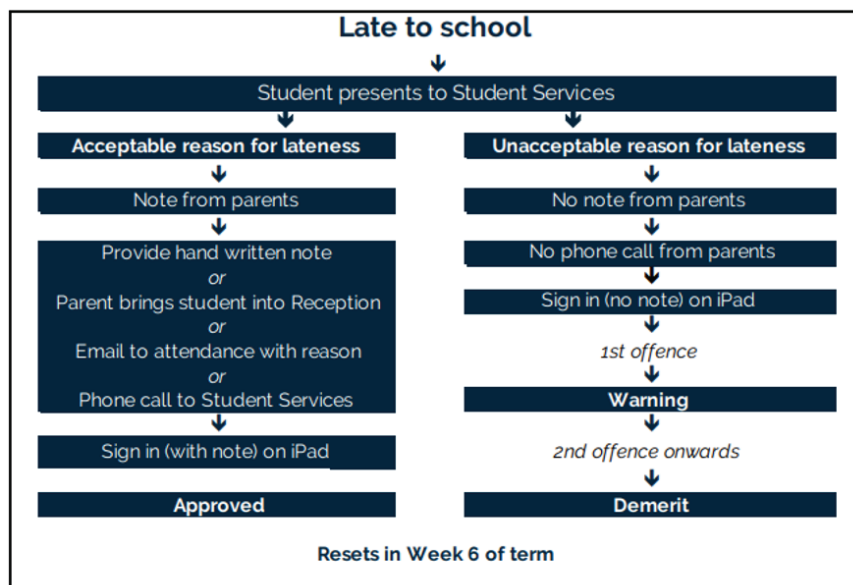 Late to school
Student presents to Student Services
Acceptable reason for lateness
Note from parents
Provide hand written note
or
Parent brings student into Reception
or
Email to attendance with reason
or
Phone call to Student Services
Sign in (with note) on iPad
Approved
Unacceptable reason for lateness
No note from parents
No phone call from parents
Sign in (no note) on iPad
1st offence
Warning
2nd offence onwards
Demerit
Resets in Week 6 of term